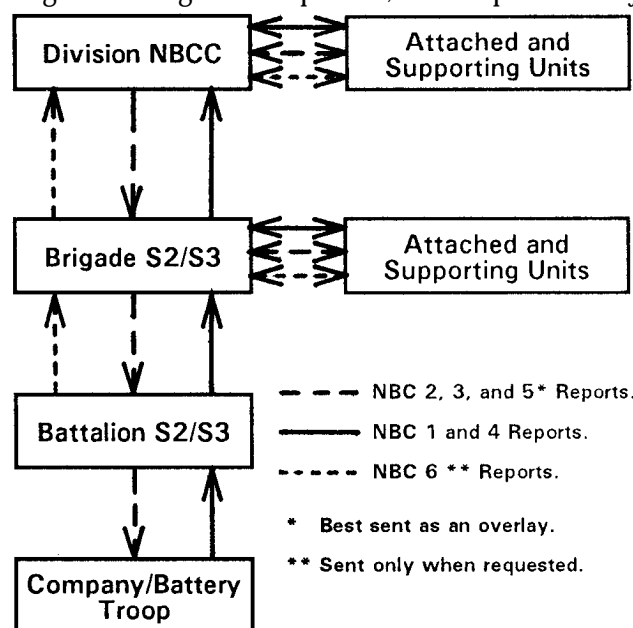 Division NBCC
Attached and
Supporting Units
Brigade S2/S3
Attached and
Supporting Units
Battalion S2/S3
NBC 2, 3, and 5* Reports.
NBC 1 and 4 Reports.
NBC 6 ** Reports.
* Best sent as an overlay.
** Sent only when requested.
Company/Battery
Troop